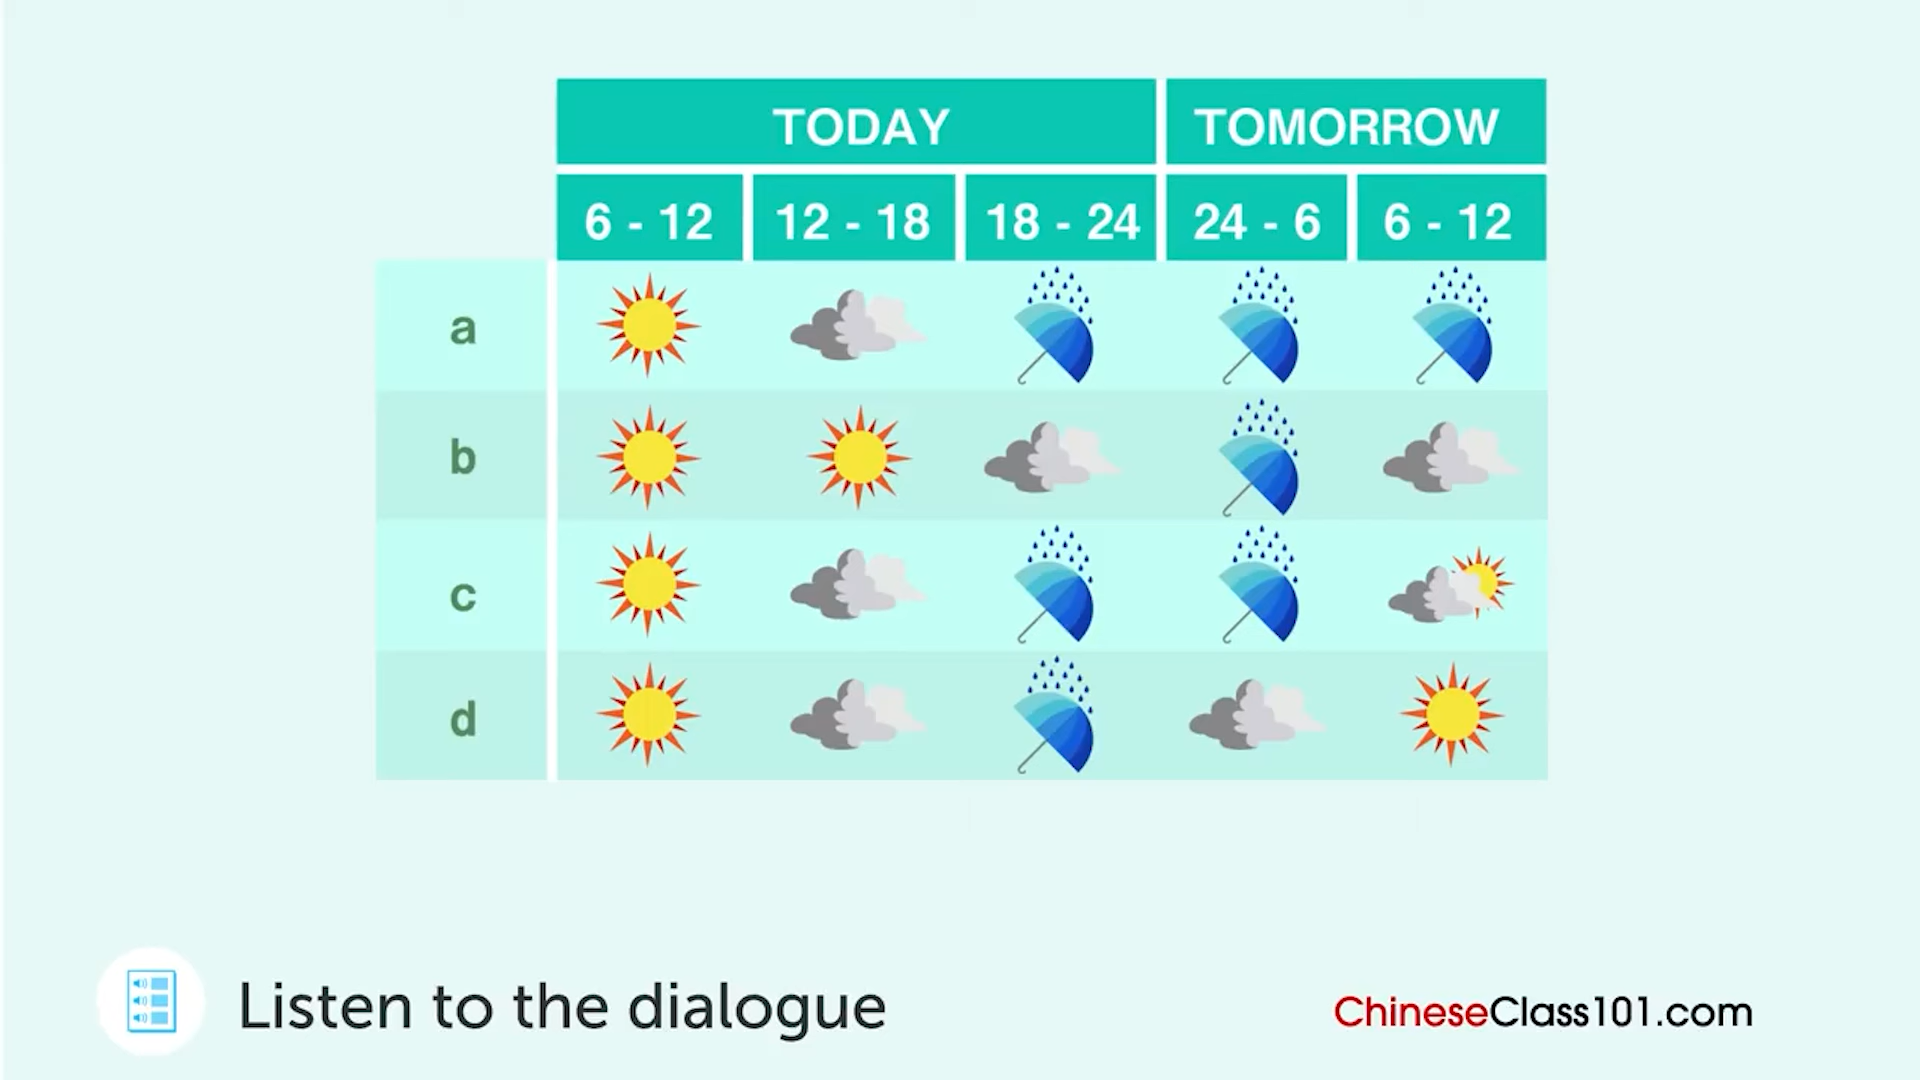 TODAY TOMORROW
6 - 12 12 - 18 18 - 24 24 - 6 6 - 12
a
b
c
d
Listen to the dialogue
ChineseClass101.com